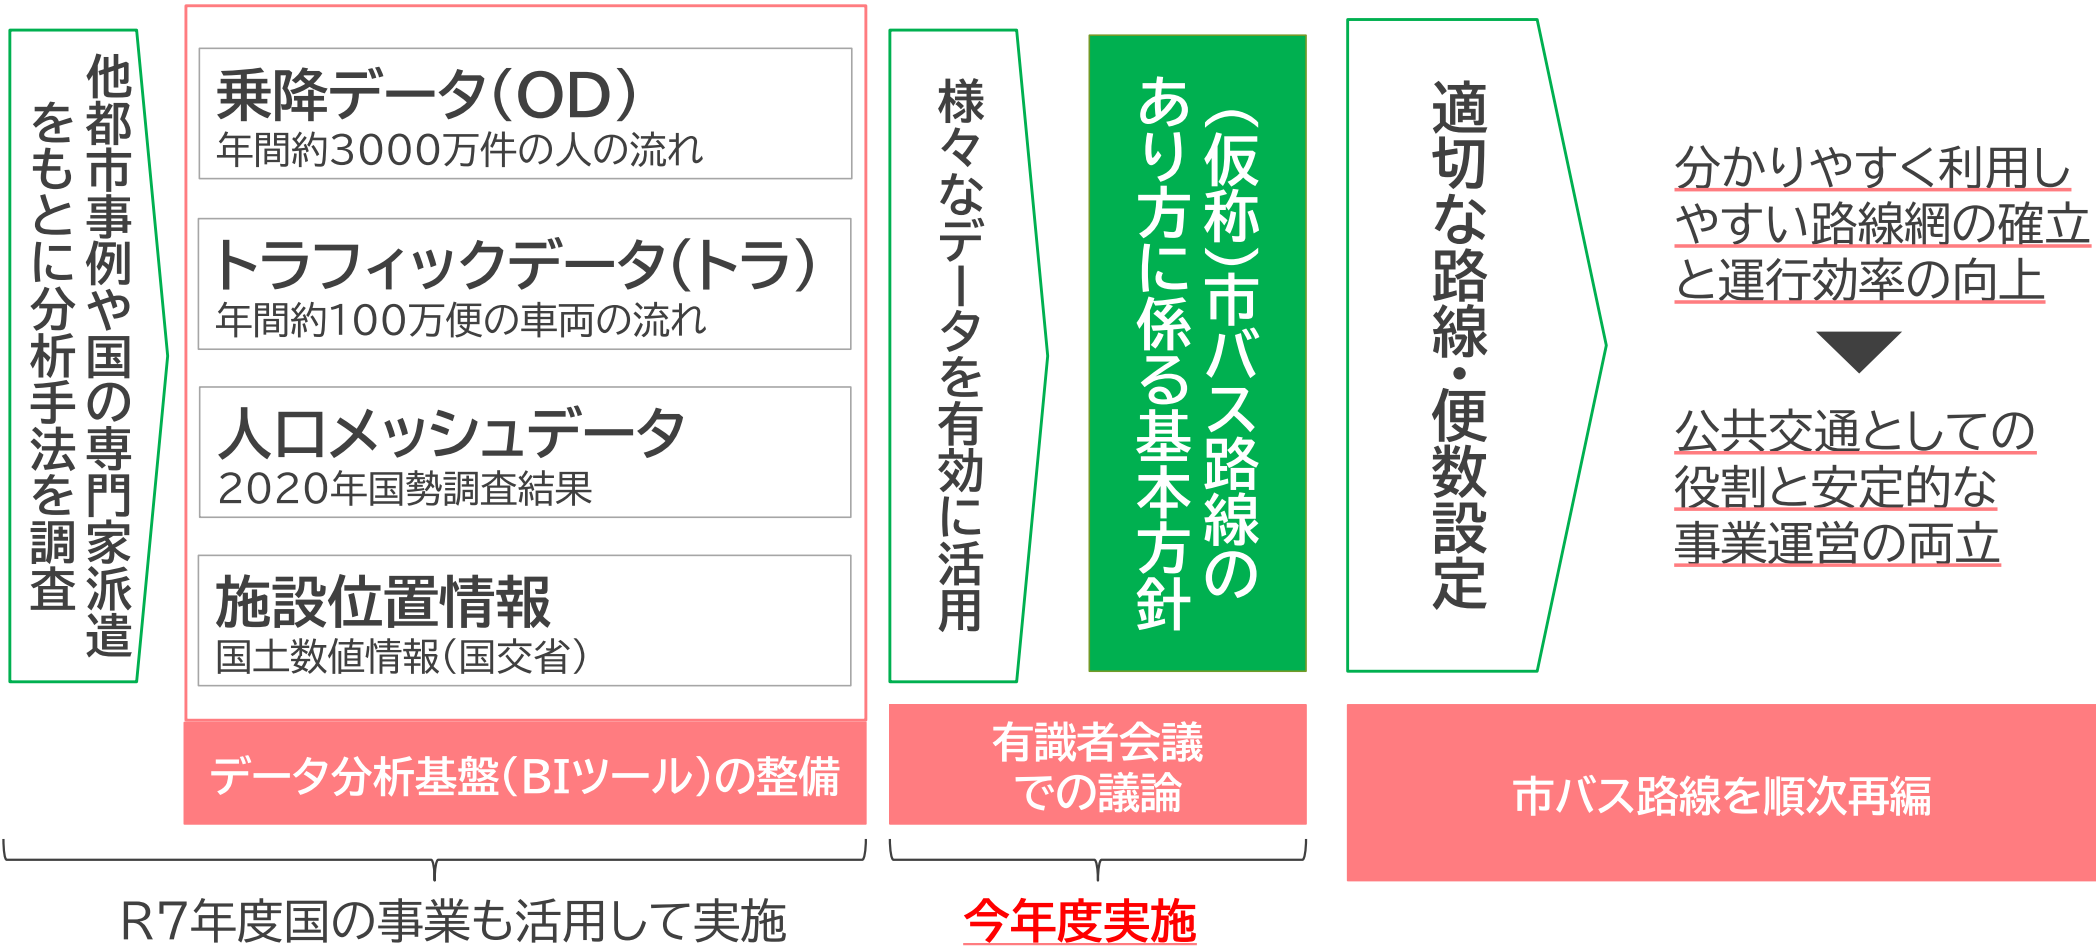 他都市事例や国の専門家派遣
をもとに分析手法を調査
乗降データ（OD）
年間約3000万件の人の流れ
トラフィックデータ（トラ）
年間約100万便の車両の流れ
人口メッシュデータ
2020年国勢調査結果
施設位置情報
国土数値情報（国交省）
データ分析基盤（BIツール）の整備
R7年度国の事業も活用して実施
様々なデータを有効に活用
（仮称）市バス路線の
あり方に係る基本方針
有識者会議
での議論
今年度実施
適切な路線・便数設定
分かりやすく利用し
やすい路線網の確立
と運行効率の向上
公共交通としての
役割と安定的な
事業運営の両立
市バス路線を順次再編